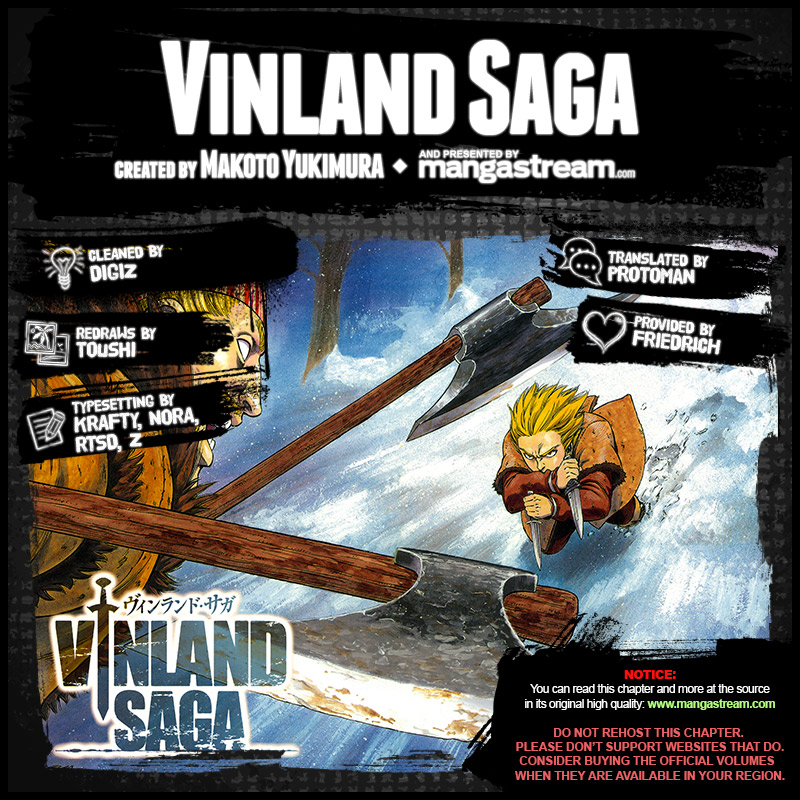 VINLAND SAGA
CREATED BY MAKOTO YUKIMURA ◆ AND PRESENTED BY
mangastream.com
CLEANED BY
DIGIZ
REDRAWS BY
TOUSHI
TYPESETTING BY
KRAFTY, NORA,
RTSD, Z
TRANSLATED BY
PROTOMAN
PROVIDED BY
FRIEDRICH
ヴィンランド・サガ
VINLAND
SAGA
NOTICE:
You can read this chapter and more at the source
in its original high quality: www.mangastream.com
DO NOT REHOST THIS CHAPTER.
PLEASE DON'T SUPPORT WEBSITES THAT DO.
CONSIDER BUYING THE OFFICIAL VOLUMES
WHEN THEY ARE AVAILABLE IN YOUR REGION.